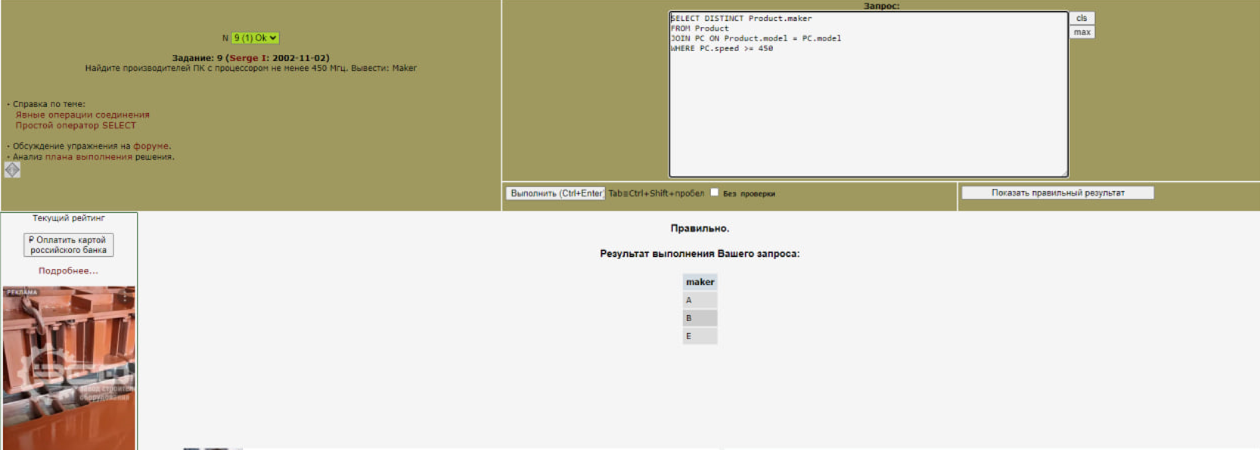 N 9 (1) Ok
Задание: 9 (Serge I: 2002-11-02)
Найдите производителей ПК с процессором не менее 450 Мгц. Вывести: Maker
Справка по теме:
Явные операции соединения
Простой оператор SELECT
Обсуждение упражнения на форуме.
Анализ плана выполнения решения.
Запрос:
SELECT DISTINCT Product.maker
FROM Product
JOIN PC ON Product.model = PC.model
WHERE PC.speed >= 450
cls
max
Выполнить (Ctrl+Enter) Tab≡Ctrl+Shift+пробел Без проверки
Показать правильный результат
Текущий рейтинг
₽ Оплатить картой
российского банка
Подробнее...
РЕКЛАМА
оборудование
Правильно.
Результат выполнения Вашего запроса:
maker
A
B
E